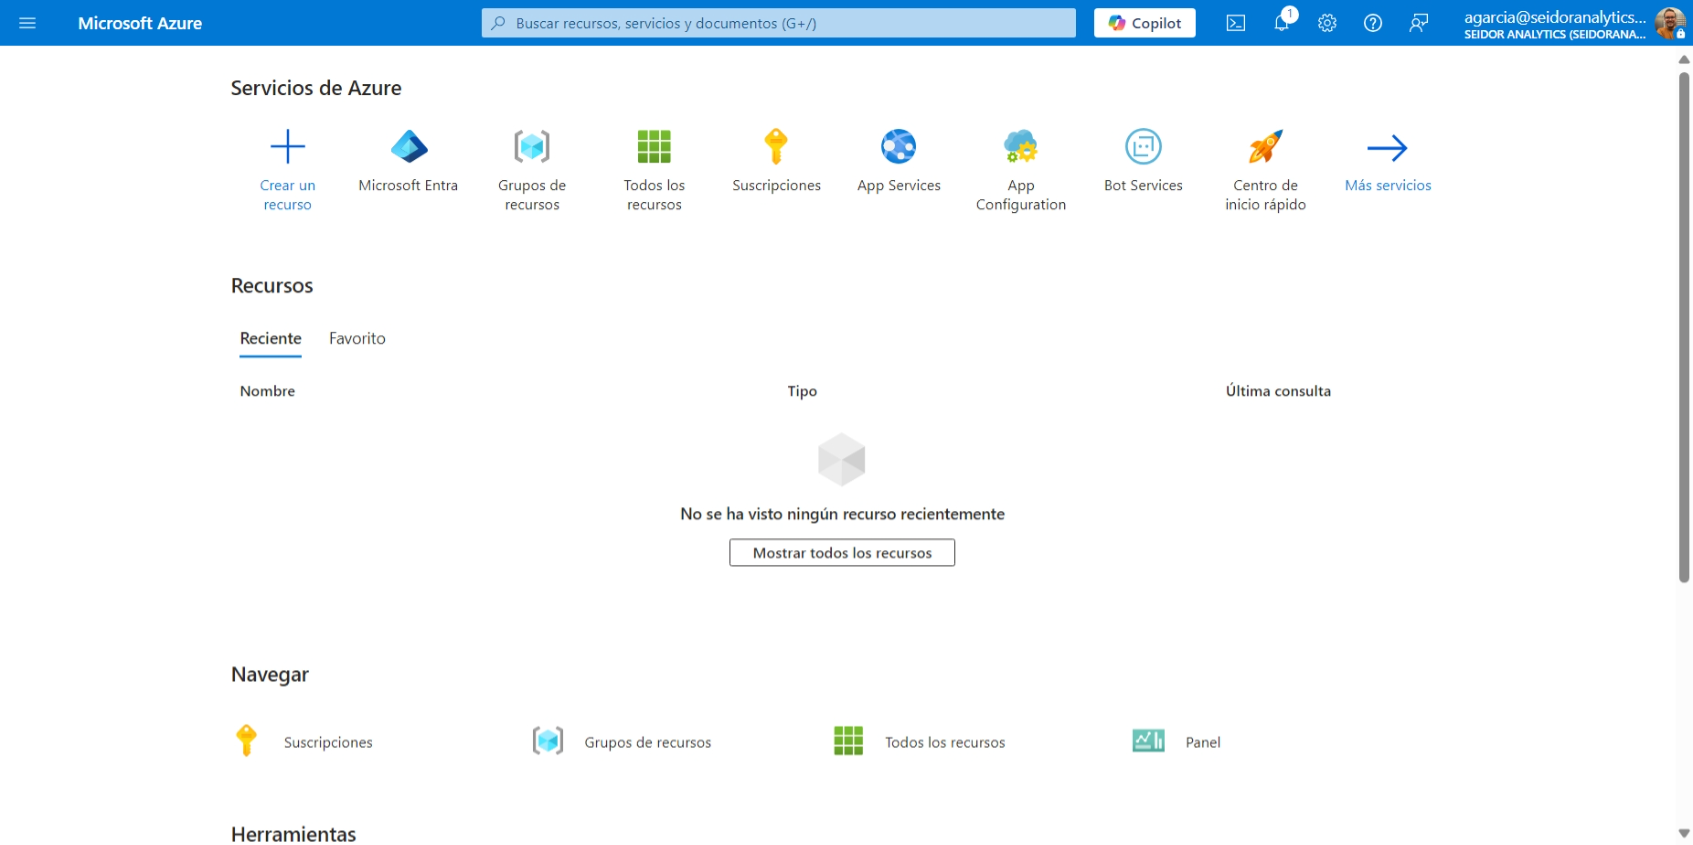 Microsoft Azure
Buscar recursos, servicios y documentos (G+/)
Copilot
1
agarcia@seidoranalytics...
SEIDOR ANALYTICS (SEIDORANA...
Servicios de Azure
Crear un
recurso
Microsoft Entra
Grupos de
recursos
Todos los
recursos
Suscripciones
App Services
App
Configuration
Bot Services
Centro de
inicio rápido
Más servicios
Recursos
Reciente
Favorito
Nombre
Tipo
Última consulta
No se ha visto ningún recurso recientemente
Mostrar todos los recursos
Navegar
Suscripciones
Grupos de recursos
Todos los recursos
Panel
Herramientas